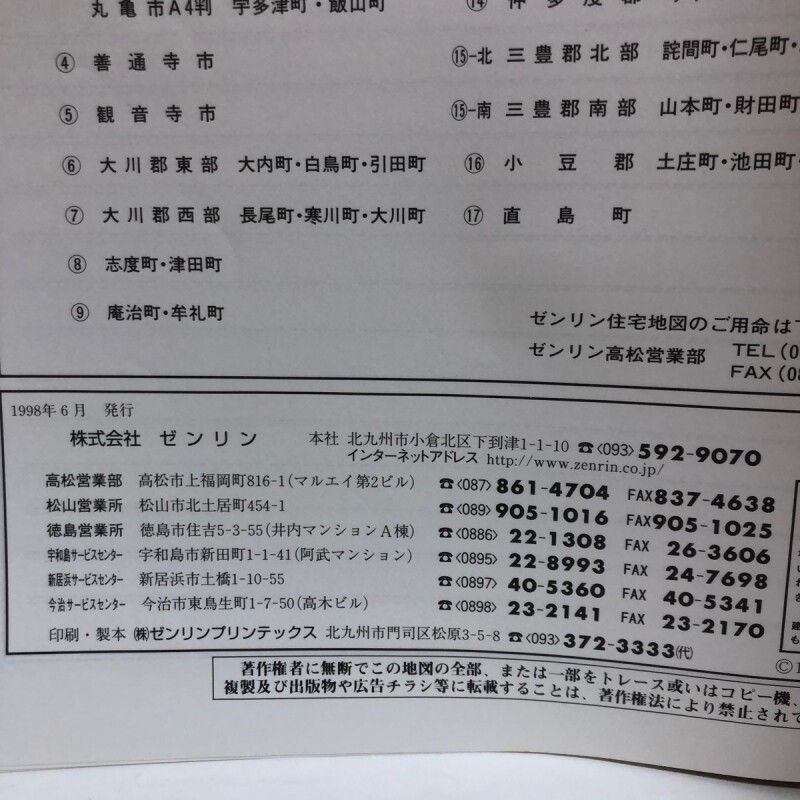 丸亀市A4判 宇多津町・飯山町
④ 善通寺市
⑤ 観音寺市
⑥ 大川郡東部 大内町・白鳥町・引田町
⑦ 大川郡西部 長尾町・寒川町・大川町
⑧ 志度町・津田町
⑨ 庵治町・牟礼町
⑭ 仲多度郡
⑮-北 三豊郡北部 詫間町・仁尾町・
⑮-南 三豊郡南部 山本町・財田町・
⑯ 小豆郡 土庄町・池田町・
⑰ 直島町
ゼンリン住宅地図のご用命は下
ゼンリン高松営業部 TEL(0
FAX(08
1998年6月 発行
株式会社 ゼンリン 本社 北九州市小倉北区下到津1-1-10 ☎〈093〉592-9070
インターネットアドレス http://www.zenrin.co.jp/
高松営業部 高松市上福岡町816-1(マルエイ第2ビル) ☎〈087〉861-4704 FAX837-4638
松山営業所 松山市北土居町454-1 ☎〈089〉905-1016 FAX905-1025
徳島営業所 徳島市住吉5-3-55(井内マンションA棟) ☎〈0886〉22-1308 FAX 26-3606
宇和島サービスセンター 宇和島市新田町1-1-41(阿武マンション) ☎〈0895〉22-8993 FAX 24-7698
新居浜サービスセンター 新居浜市土橋1-10-55 ☎〈0897〉40-5360 FAX 40-5341
今治サービスセンター 今治市東鳥生町1-7-50(高木ビル) ☎〈0898〉23-2141 FAX 23-2170
印刷・製本 ㈱ゼンリンプリンテックス 北九州市門司区松原3-5-8 ☎〈093〉372-3333㈹
©1
著作権者に無断でこの地図の全部、または一部をトレース或いはコピー機、
複製及び出版物や広告チラシ等に転載することは、著作権法により禁止されて